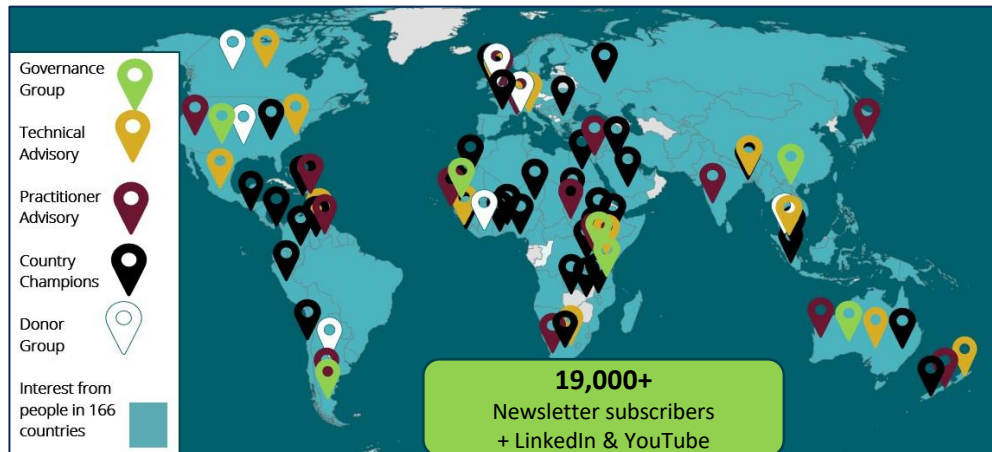 Governance
Group
Technical
Advisory
Practitioner
Advisory
Country
Champions
Donor
Group
Interest from
people in 166
countries
19,000+
Newsletter subscribers
+ LinkedIn & YouTube